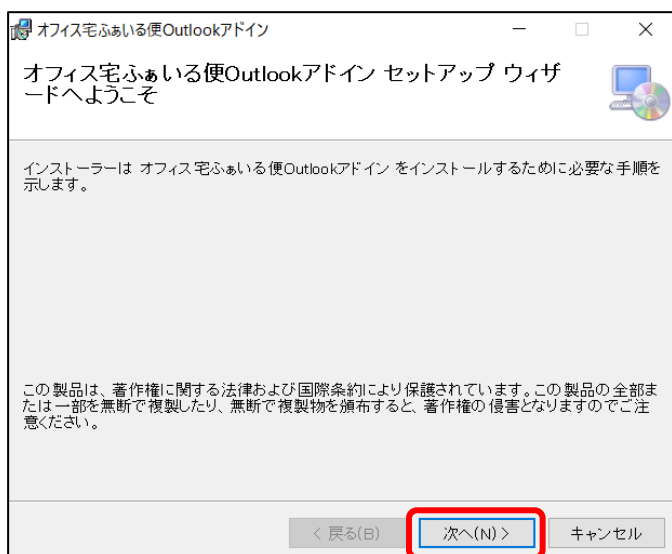 オフィス宅ふぁいる便Outlookアドイン
オフィス宅ふぁいる便Outlookアドイン セットアップ ウィザ
ードへようこそ
インストーラーは オフィス宅ふぁいる便Outlookアドイン をインストールするために必要な手順を
示します。
この製品は、著作権に関する法律および国際条約により保護されています。この製品の全部ま
たは一部を無断で複製したり、無断で複製物を頒布すると、著作権の侵害となりますのでご注
意ください。
< 戻る(B)
次へ(N) >
キャンセル